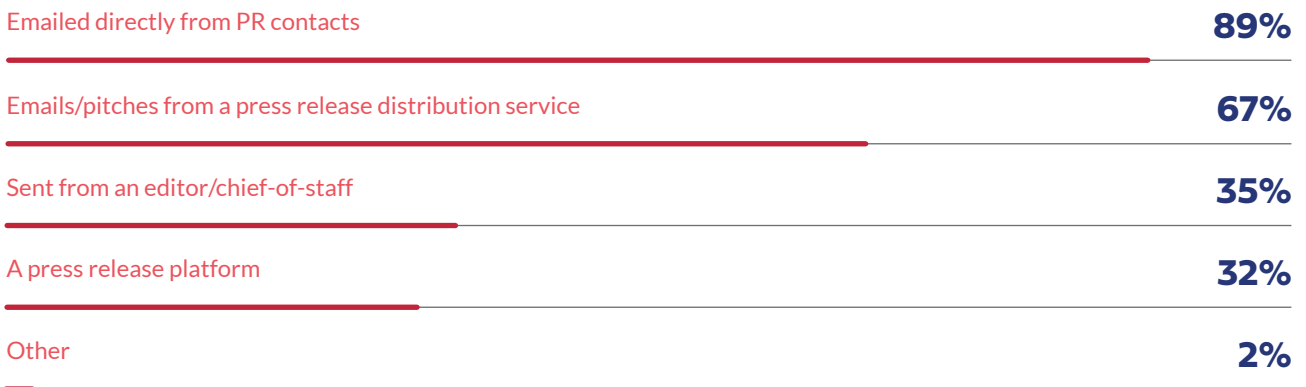 Emailed directly from PR contacts 89%
Emails/pitches from a press release distribution service 67%
Sent from an editor/chief-of-staff 35%
A press release platform 32%
Other 2%